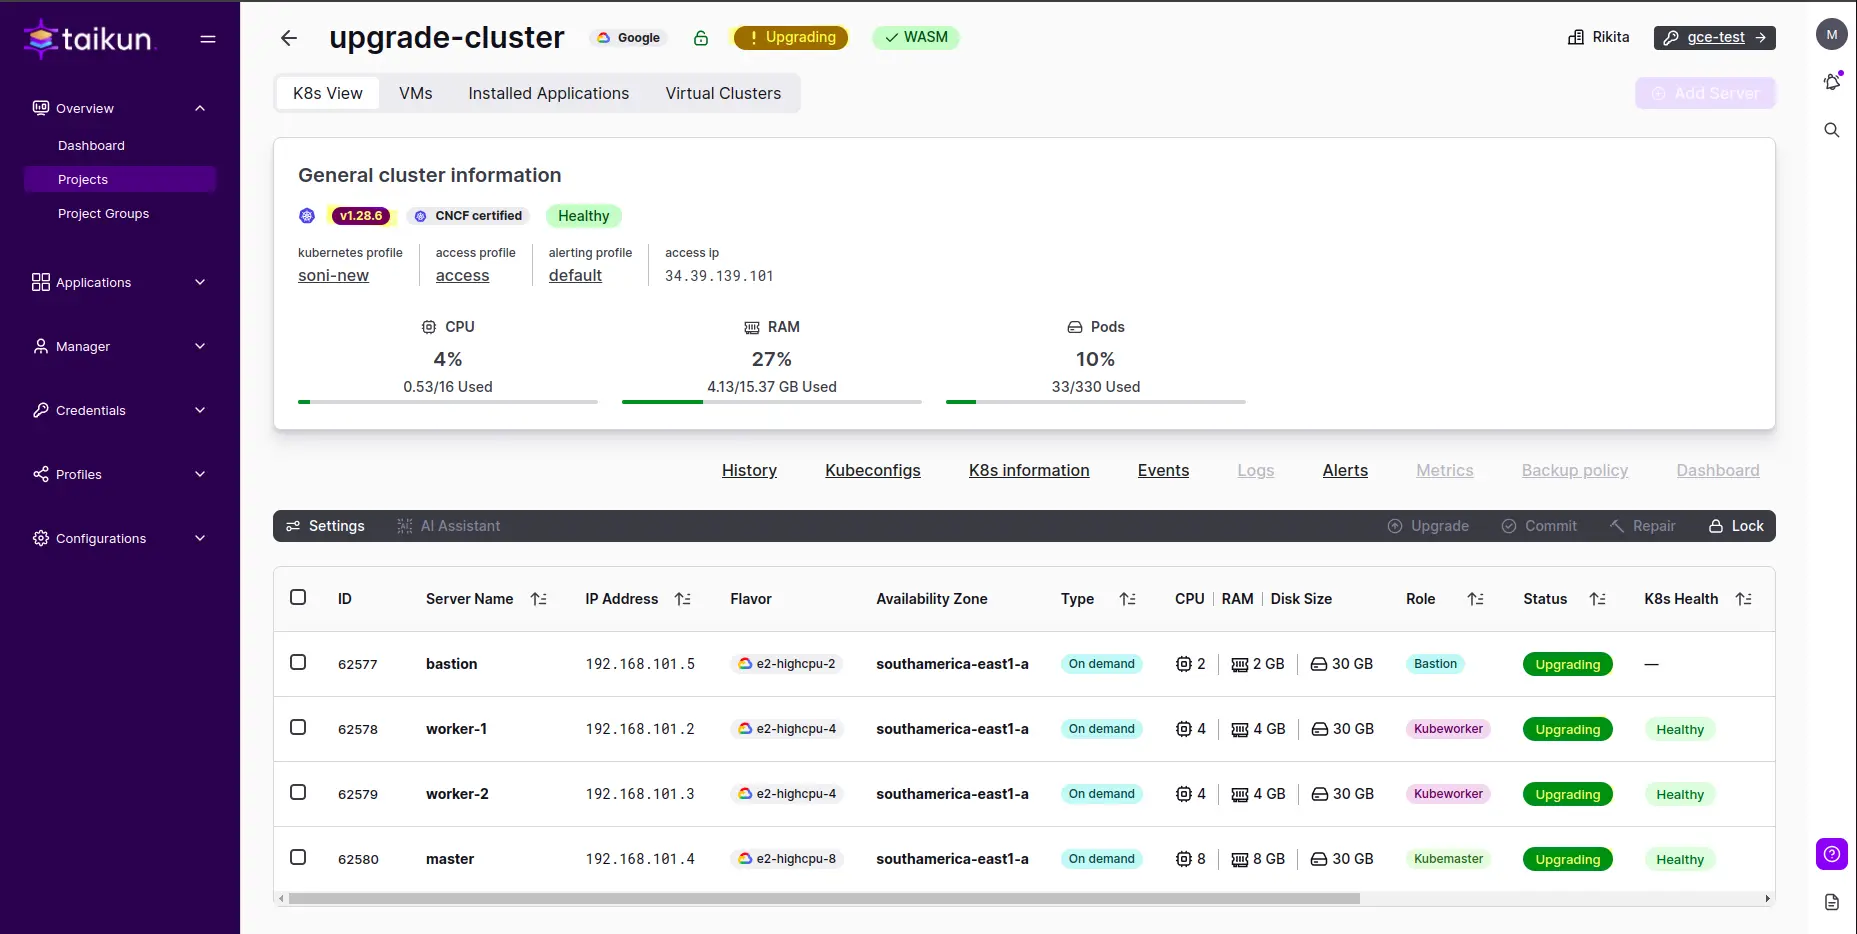 taikun.
upgrade-cluster Google Upgrading WASM Rikita gce-test M
K8s View VMs Installed Applications Virtual Clusters Add Server
Overview
Dashboard
Projects
Project Groups
Applications
Manager
Credentials
Profiles
Configurations
General cluster information
v1.28.6 CNCF certified Healthy
kubernetes profile access profile alerting profile access ip
soni-new access default 34.39.139.101
CPU RAM Pods
4% 27% 10%
0.53/16 Used 4.13/15.37 GB Used 33/330 Used
History Kubeconfigs K8s information Events Logs Alerts Metrics Backup policy Dashboard
Settings AI Assistant Upgrade Commit Repair Lock
ID Server Name IP Address Flavor Availability Zone Type CPU RAM Disk Size Role Status K8s Health
62577 bastion 192.168.101.5 e2-highcpu-2 southamerica-east1-a On demand 2 2 GB 30 GB Bastion Upgrading —
62578 worker-1 192.168.101.2 e2-highcpu-4 southamerica-east1-a On demand 4 4 GB 30 GB Kubeworker Upgrading Healthy
62579 worker-2 192.168.101.3 e2-highcpu-4 southamerica-east1-a On demand 4 4 GB 30 GB Kubeworker Upgrading Healthy
62580 master 192.168.101.4 e2-highcpu-8 southamerica-east1-a On demand 8 8 GB 30 GB Kubemaster Upgrading Healthy